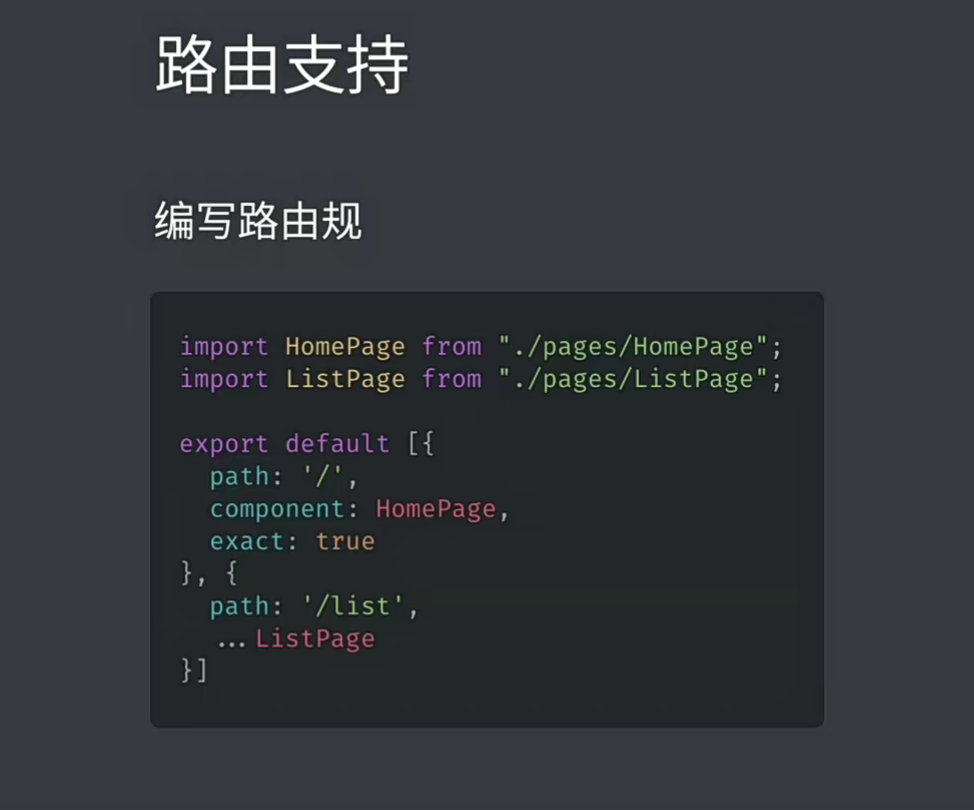 路由支持
编写路由规
import HomePage from "./pages/HomePage";
import ListPage from "./pages/ListPage";
export default [{
  path: '/',
  component: HomePage,
  exact: true
}, {
  path: '/list',
  ...ListPage
}]